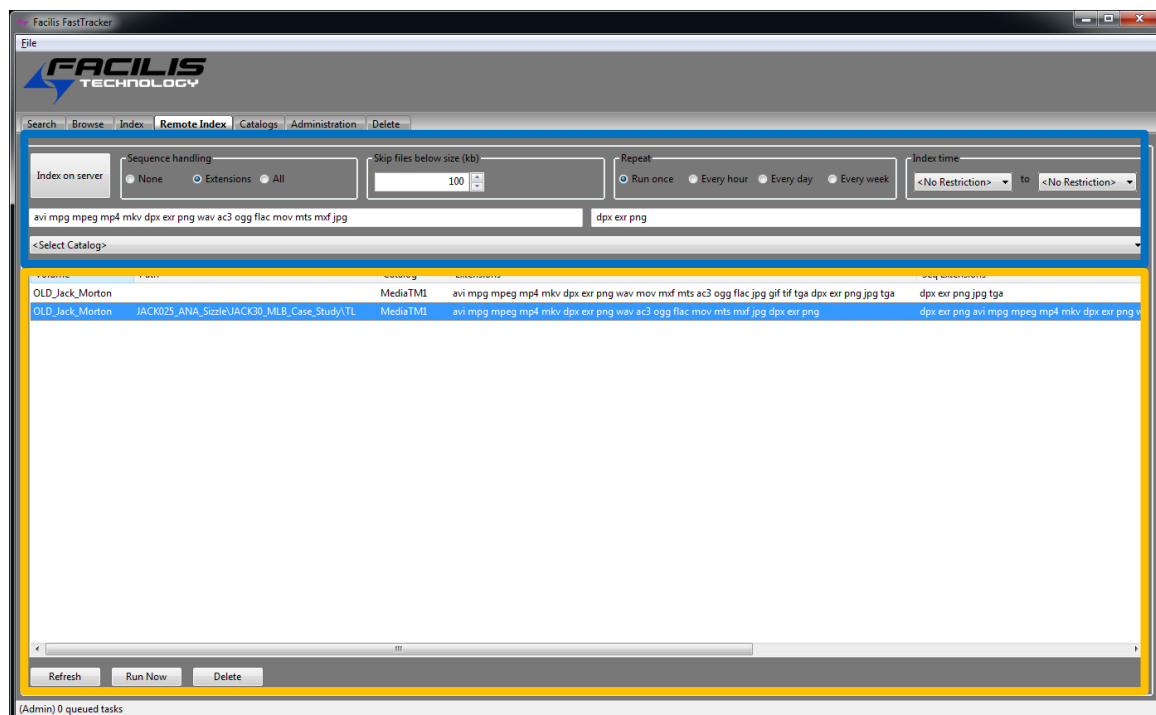 Facilis FastTracker
File
FACILIS
TECHNOLOGY
Search Browse Index Remote Index Catalogs Administration Delete
Index on server
Sequence handling
None Extensions All
Skip files below size (kb)
100
Repeat
Run once Every hour Every day Every week
Index time
<No Restriction> to <No Restriction>
avi mpg mpeg mp4 mkv dpx exr png wav ac3 ogg flac mov mts mxf jpg dpx exr png
<Select Catalog>
Volume Path Catalog Extensions Seq Extensions
OLD_Jack_Morton MediaTM1 avi mpg mpeg mp4 mkv dpx exr png wav mov mxf mts ac3 ogg flac jpg gif tif tga dpx exr png jpg tga dpx exr png jpg tga
OLD_Jack_Morton JACK025_ANA_Sizzle\JACK30_MLB_Case_Study\TL MediaTM1 avi mpg mpeg mp4 mkv dpx exr png wav ac3 ogg flac mov mts mxf jpg dpx exr png dpx exr png avi mpg mpeg mp4 mkv dpx exr png
Refresh Run Now Delete
(Admin) 0 queued tasks